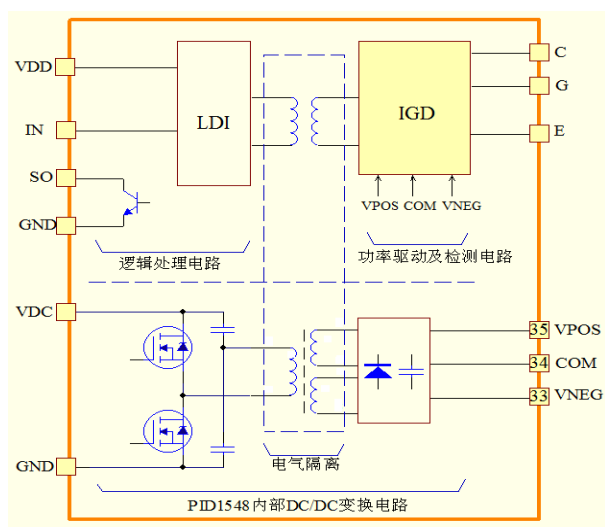 VDD
IN
SO
GND
LDI
IGD
C
G
E
VPOS COM VNEG
逻辑处理电路
功率驱动及检测电路
VDC
GND
35 VPOS
34 COM
33 VNEG
电气隔离
PID1548内部DC/DC变换电路